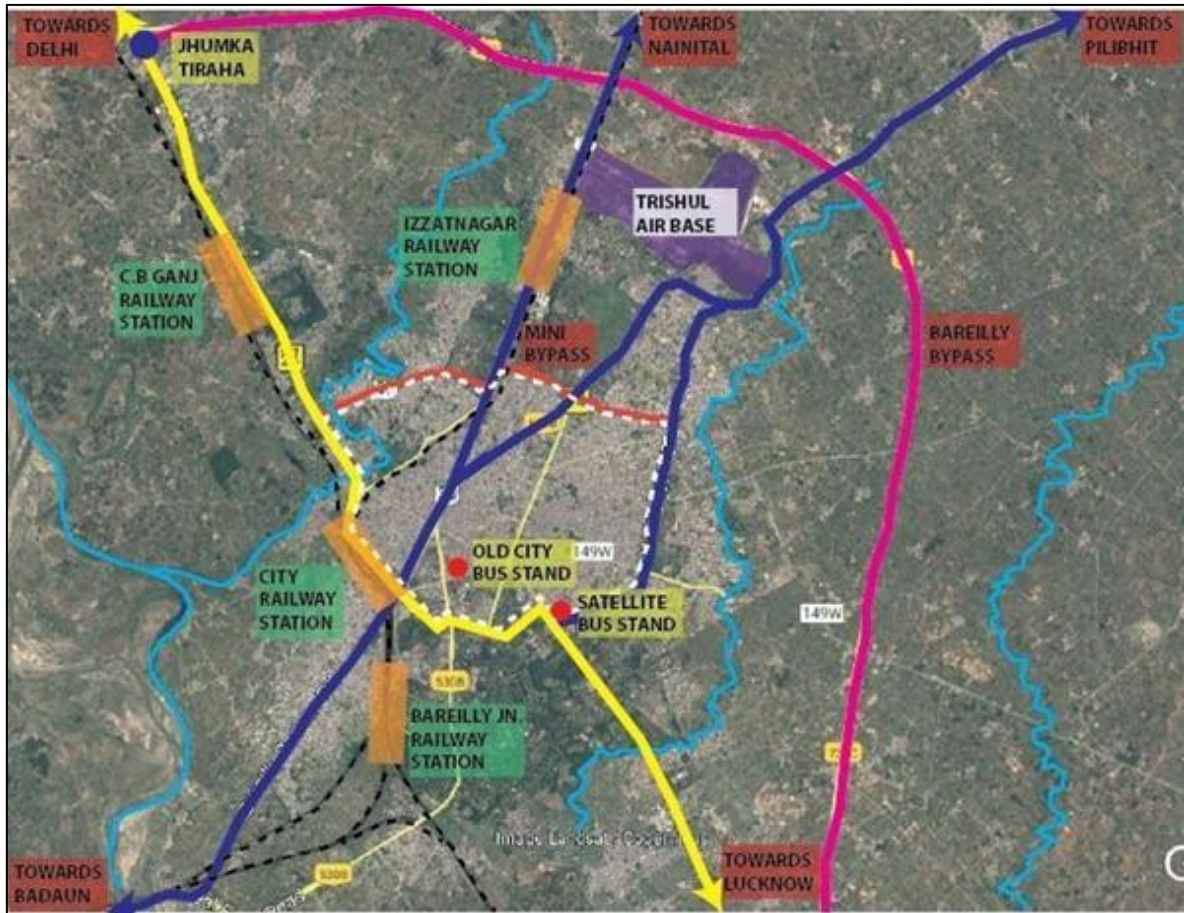 TOWARDS
DELHI
JHUMKA
TIRAHA
TOWARDS
NAINITAL
TOWARDS
PILIBHIT
TRISHUL
AIR BASE
IZZATNAGAR
RAILWAY
STATION
C.B GANJ
RAILWAY
STATION
MINI
BYPASS
BAREILLY
BYPASS
OLD CITY
BUS STAND
149W
CITY
RAILWAY
STATION
SATELLITE
BUS STAND
149W
530B
BAREILLY JN.
RAILWAY
STATION
TOWARDS
LUCKNOW
TOWARDS
BADAUN
530B
G